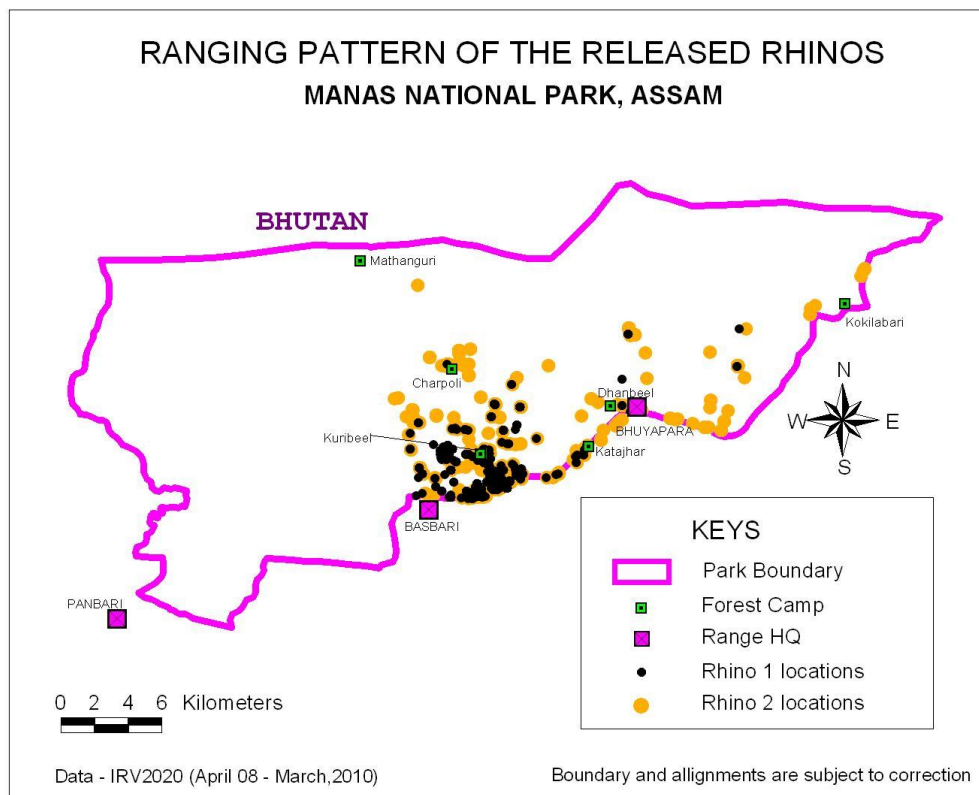 RANGING PATTERN OF THE RELEASED RHINOS
MANAS NATIONAL PARK, ASSAM
BHUTAN
Mathanguri
Kokilabari
Charpoli
Dhanbeel
N
W E
S
BHUYAPARA
Kuribeel
Katajhar
BASBARI
PANBARI
KEYS
Park Boundary
Forest Camp
Range HQ
Rhino 1 locations
Rhino 2 locations
0 2 4 6 Kilometers
Data - IRV2020 (April 08 - March,2010)
Boundary and allignments are subject to correction